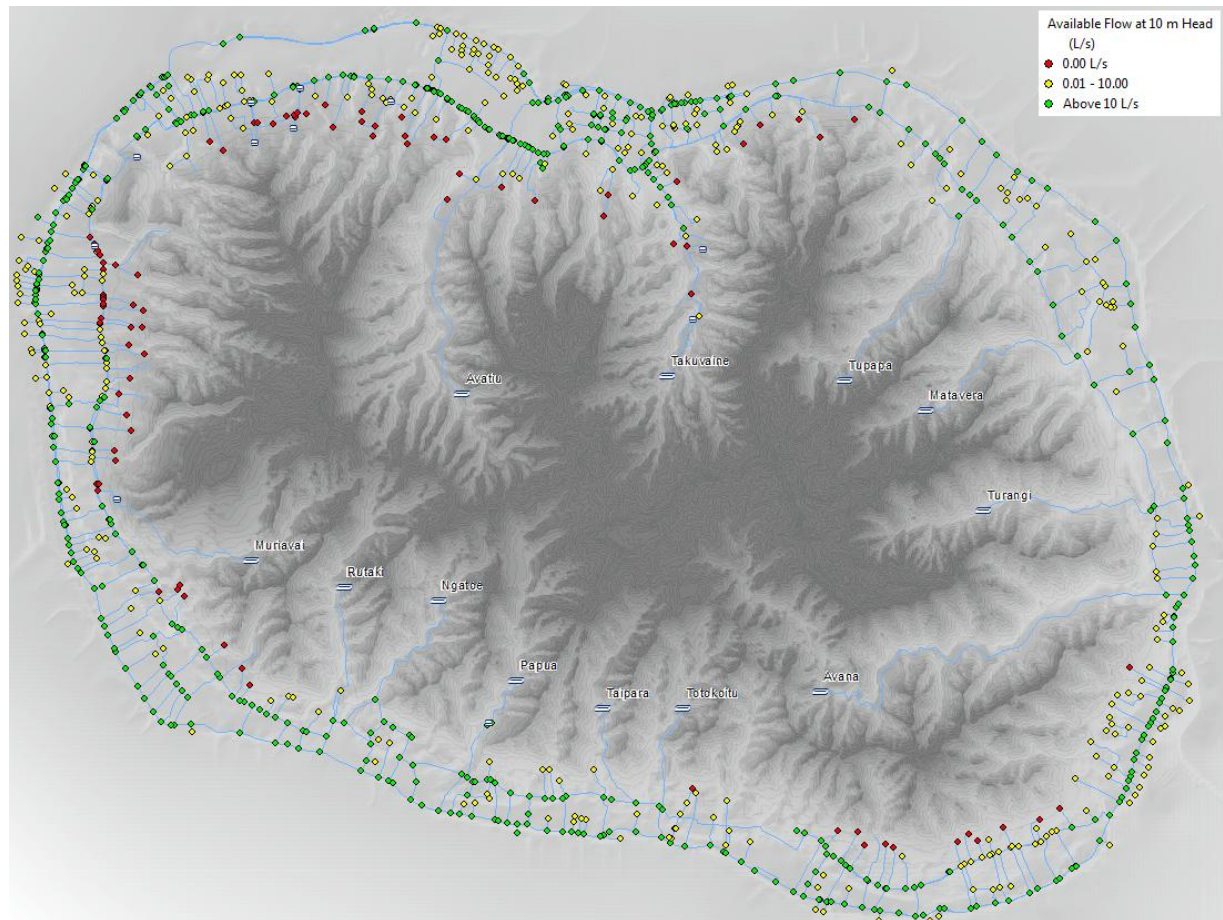 Available Flow at 10 m Head
(L/s)
0.00 L/s
0.01 - 10.00
Above 10 L/s
Avatiu
Takuvaine
Tupapa
Matavera
Turangi
Muriavai
Rutaki
Ngatoe
Papua
Taipara
Totokoitu
Avana